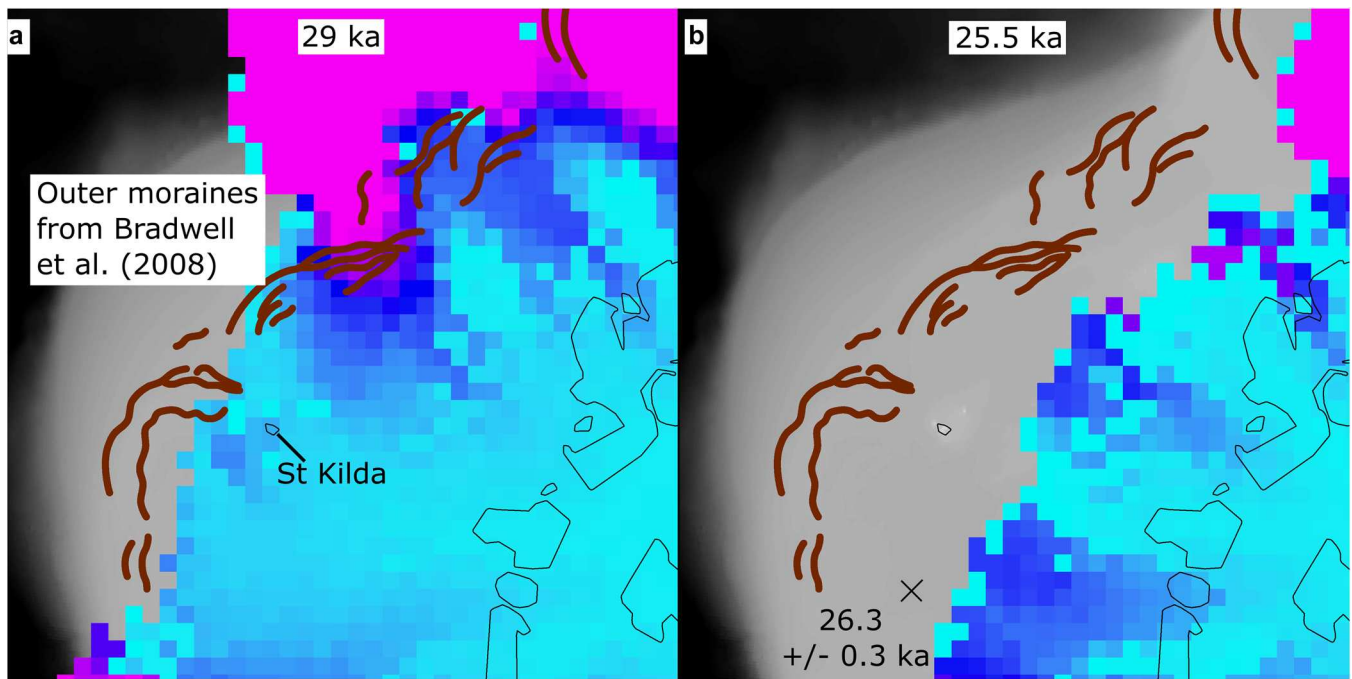 a
29 ka
Outer moraines
from Bradwell
et al. (2008)
St Kilda
b
25.5 ka
26.3
+/- 0.3 ka